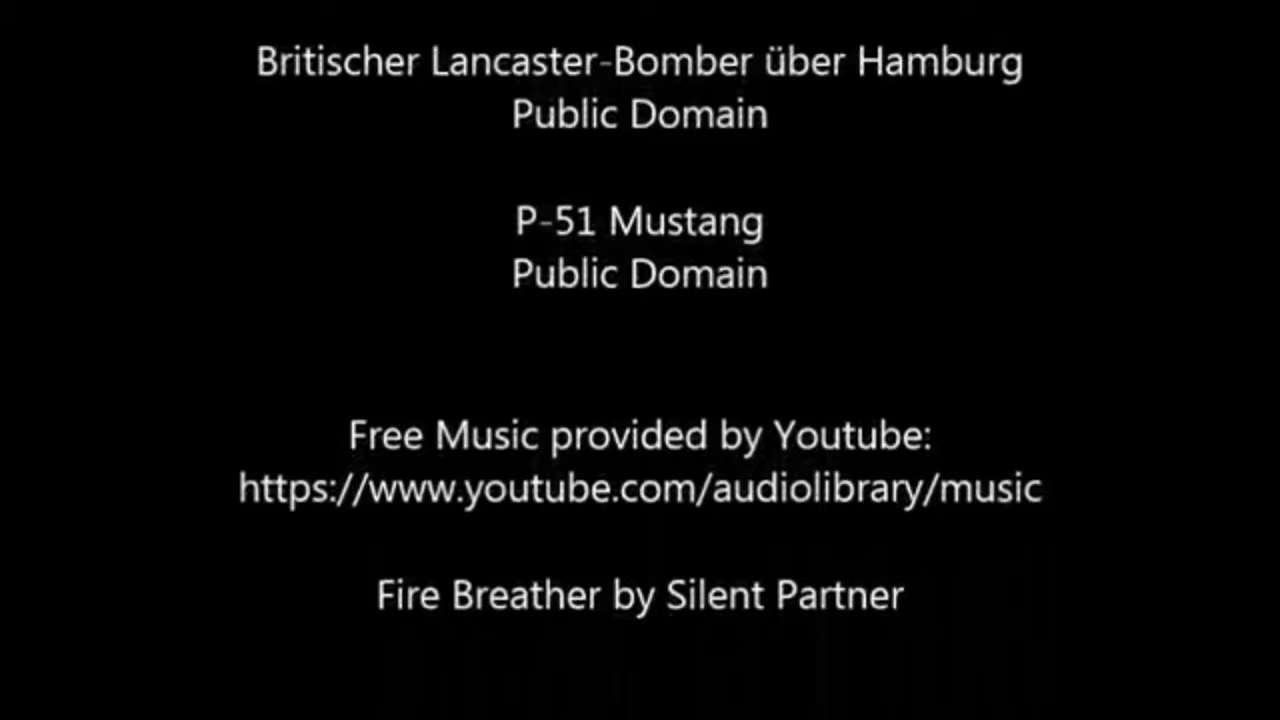 Britischer Lancaster-Bomber über Hamburg
Public Domain
P-51 Mustang
Public Domain
Free Music provided by Youtube:
https://www.youtube.com/audiolibrary/music
Fire Breather by Silent Partner